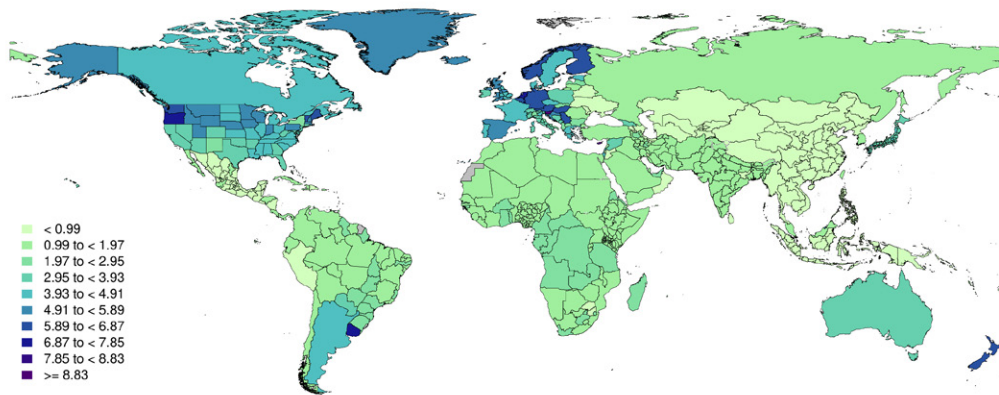 < 0.99
0.99 to < 1.97
1.97 to < 2.95
2.95 to < 3.93
3.93 to < 4.91
4.91 to < 5.89
5.89 to < 6.87
6.87 to < 7.85
7.85 to < 8.83
>= 8.83